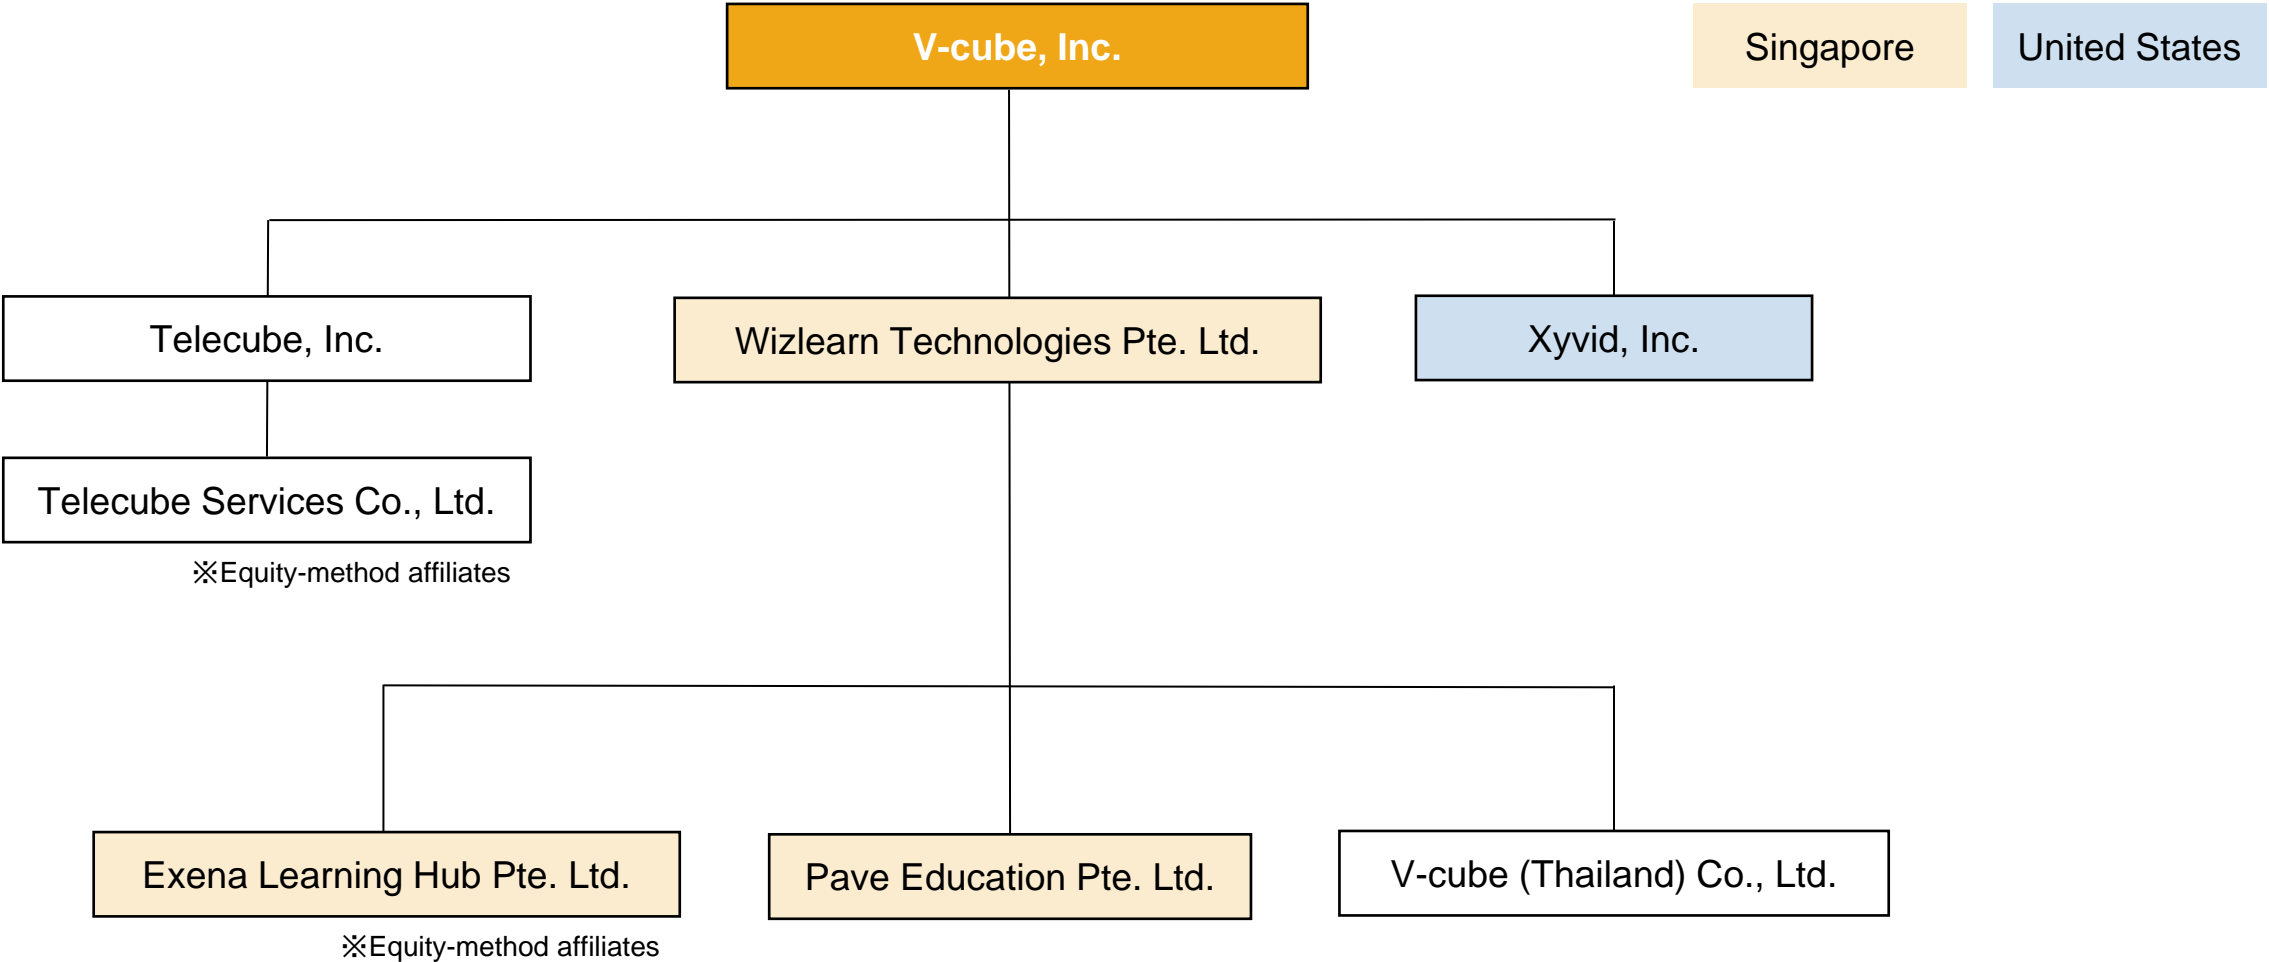 V-cube, Inc.
Singapore
United States
Telecube, Inc.
Wizlearn Technologies Pte. Ltd.
Xyvid, Inc.
Telecube Services Co., Ltd.
※Equity-method affiliates
Exena Learning Hub Pte. Ltd.
Pave Education Pte. Ltd.
V-cube (Thailand) Co., Ltd.
※Equity-method affiliates